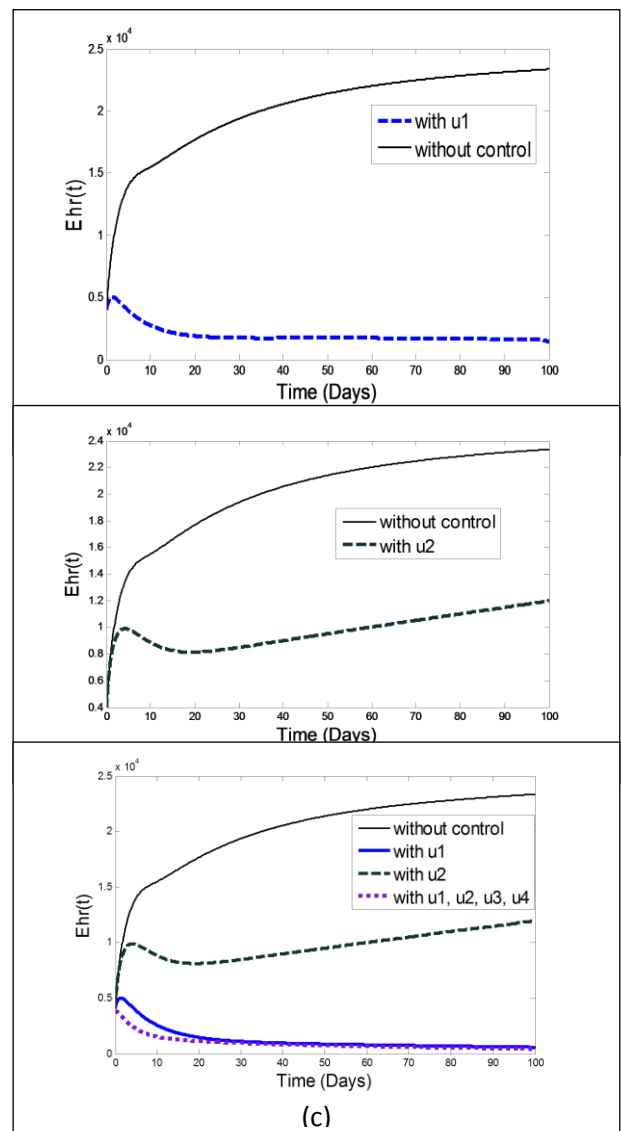 x 10^4
2.5
2
1.5
1
0.5
0
Ehr(t)
with u1
without control
0 10 20 30 40 50 60 70 80 90 100
Time (Days)
x 10^4
2.4
2.2
2
1.8
1.6
1.4
1.2
1
0.8
0.6
0.4
Ehr(t)
without control
with u2
0 10 20 30 40 50 60 70 80 90 100
Time (Days)
x 10^4
2.5
2
1.5
1
0.5
0
Ehr(t)
without control
with u1
with u2
with u1, u2, u3, u4
0 10 20 30 40 50 60 70 80 90 100
Time (Days)
(c)